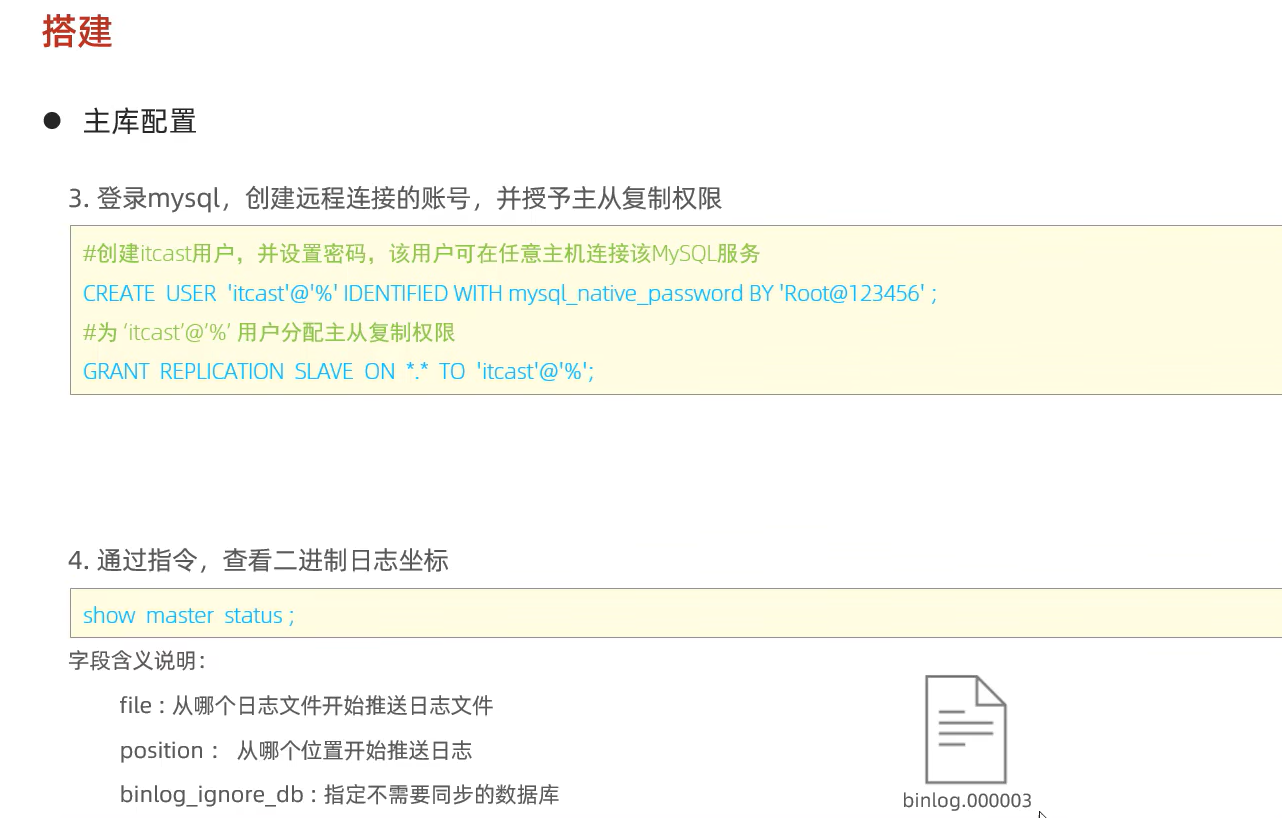 搭建
● 主库配置
3. 登录mysql，创建远程连接的账号，并授予主从复制权限
#创建itcast用户，并设置密码，该用户可在任意主机连接该MySQL服务
CREATE USER 'itcast'@'%' IDENTIFIED WITH mysql_native_password BY 'Root@123456' ;
#为 ‘itcast’@’%’ 用户分配主从复制权限
GRANT REPLICATION SLAVE ON *.* TO 'itcast'@'%';
4. 通过指令，查看二进制日志坐标
show master status ;
字段含义说明：
file : 从哪个日志文件开始推送日志文件
position ： 从哪个位置开始推送日志
binlog_ignore_db : 指定不需要同步的数据库
binlog.000003